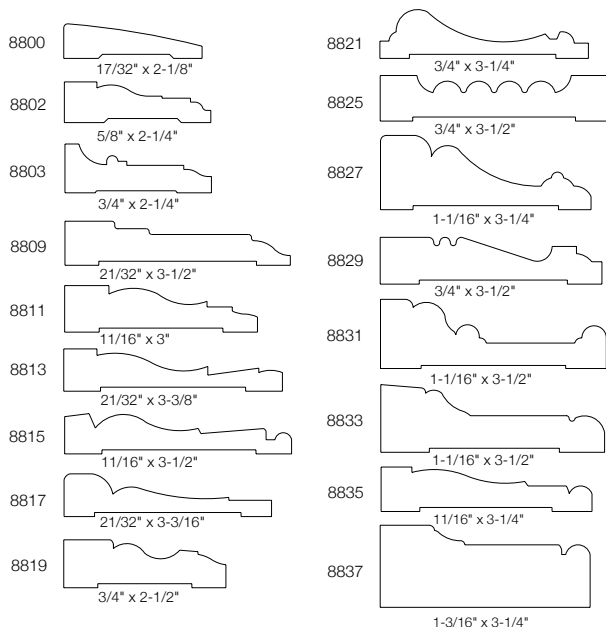 8800
17/32" x 2-1/8"
8802
5/8" x 2-1/4"
8803
3/4" x 2-1/4"
8809
21/32" x 3-1/2"
8811
11/16" x 3"
8813
21/32" x 3-3/8"
8815
11/16" x 3-1/2"
8817
21/32" x 3-3/16"
8819
3/4" x 2-1/2"
8821
3/4" x 3-1/4"
8825
3/4" x 3-1/2"
8827
1-1/16" x 3-1/4"
8829
3/4" x 3-1/2"
8831
1-1/16" x 3-1/2"
8833
1-1/16" x 3-1/2"
8835
11/16" x 3-1/4"
8837
1-3/16" x 3-1/4"